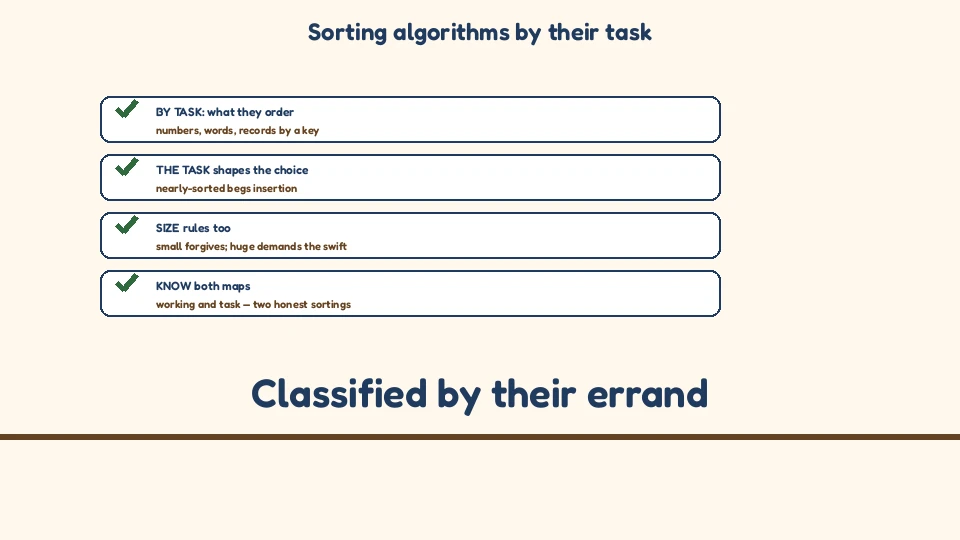 Sorting algorithms by their task
BY TASK: what they order
numbers, words, records by a key
THE TASK shapes the choice
nearly-sorted begs insertion
SIZE rules too
small forgives; huge demands the swift
KNOW both maps
working and task — two honest sortings
Classified by their errand